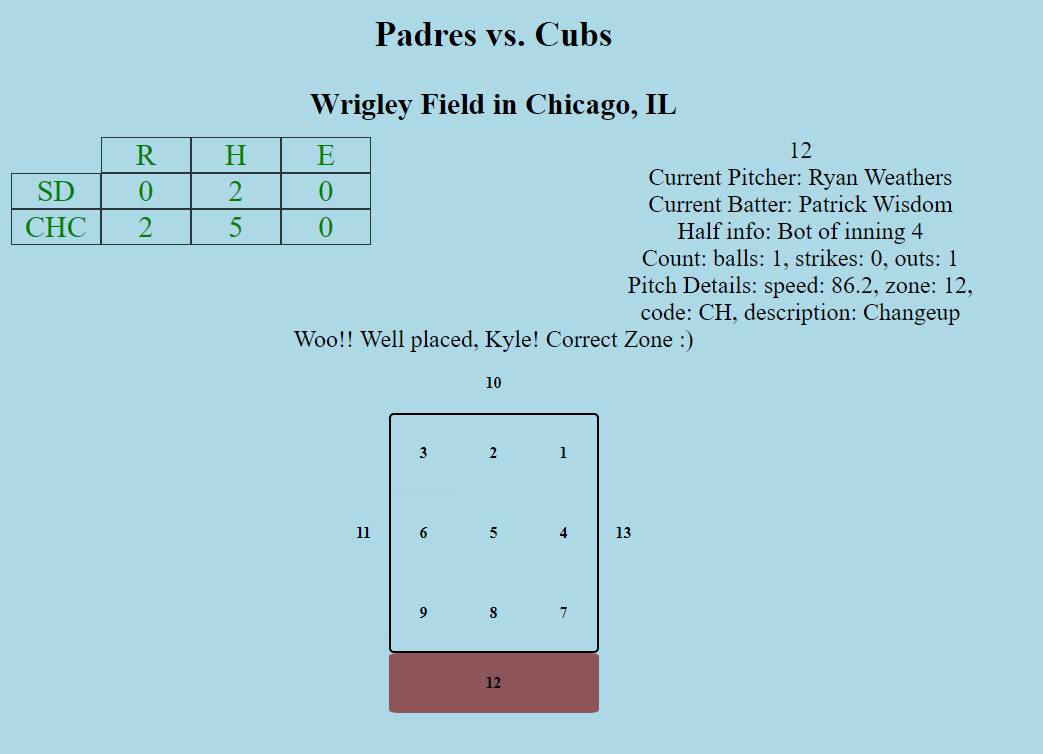 Padres vs. Cubs
Wrigley Field in Chicago, IL
R H E
SD 0 2 0
CHC 2 5 0
12
Current Pitcher: Ryan Weathers
Current Batter: Patrick Wisdom
Half info: Bot of inning 4
Count: balls: 1, strikes: 0, outs: 1
Pitch Details: speed: 86.2, zone: 12,
code: CH, description: Changeup
Woo!! Well placed, Kyle! Correct Zone :)
10
3 2 1
11 6 5 4 13
9 8 7
12